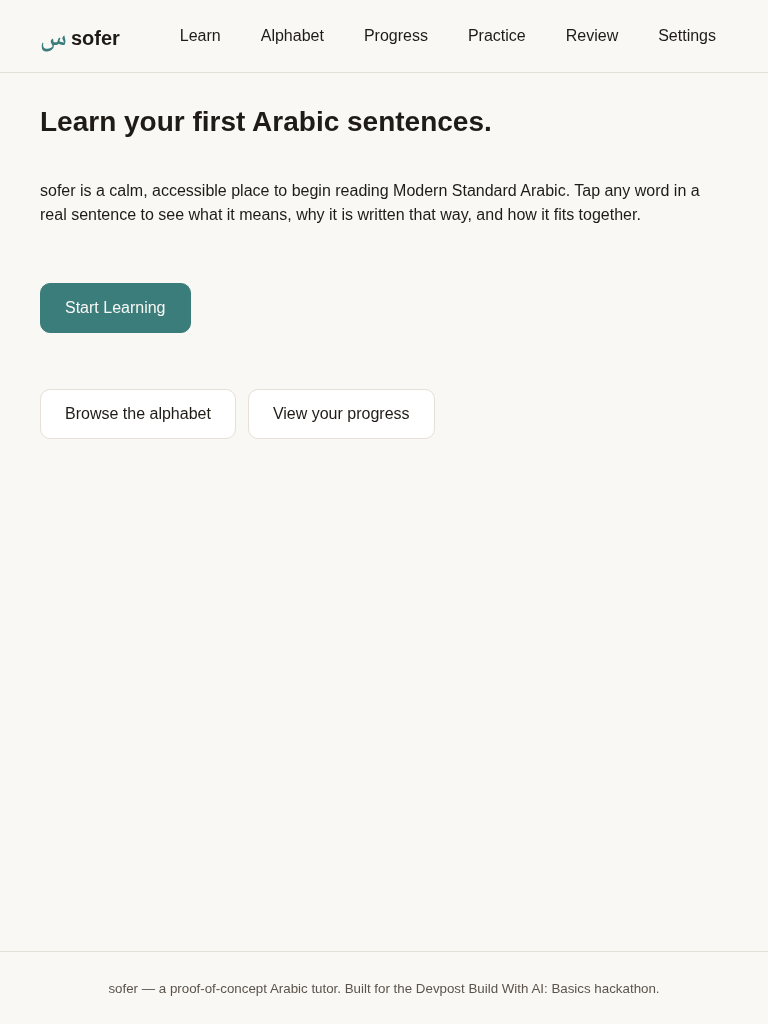 س sofer
Learn
Alphabet
Progress
Practice
Review
Settings
Learn your first Arabic sentences.
sofer is a calm, accessible place to begin reading Modern Standard Arabic. Tap any word in a
real sentence to see what it means, why it is written that way, and how it fits together.
Start Learning
Browse the alphabet
View your progress
sofer — a proof-of-concept Arabic tutor. Built for the Devpost Build With AI: Basics hackathon.